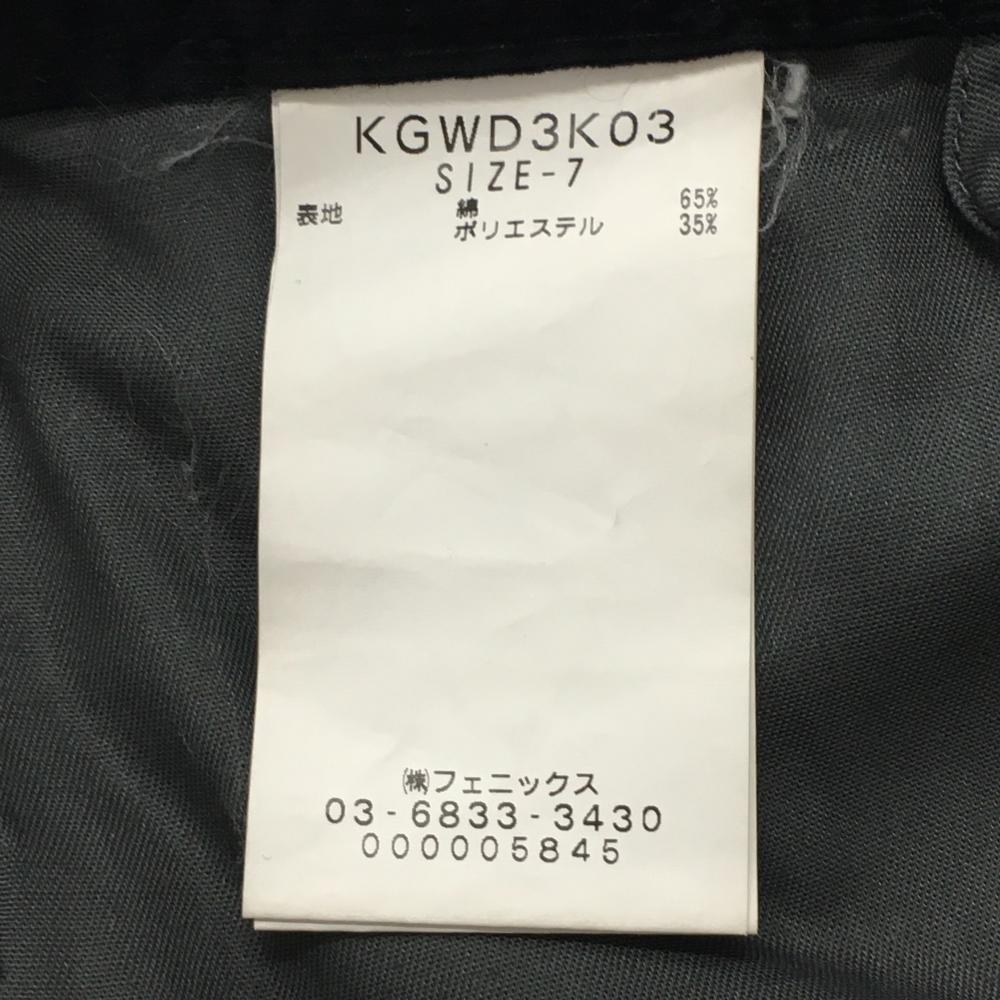 KGWD3K03
SIZE-7
表地 綿 65%
ポリエステル 35%
㈱フェニックス
03-6833-3430
000005845